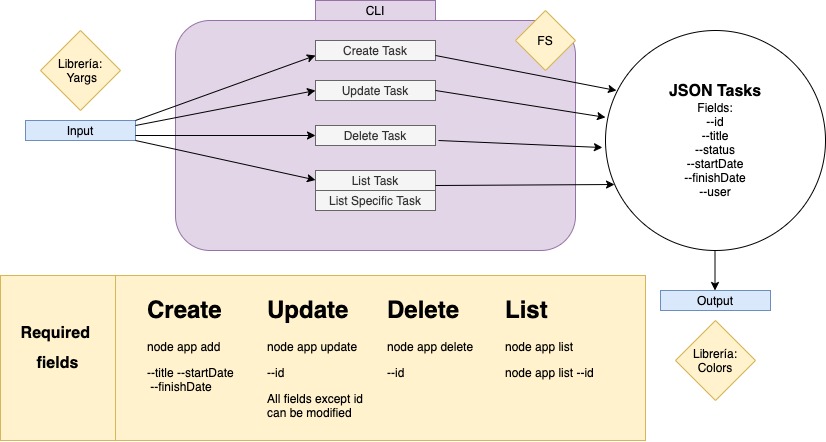 CLI
Librería:
Yargs
FS
Create Task
Input
Update Task
Delete Task
List Task
List Specific Task
JSON Tasks
Fields:
--id
--title
--status
--startDate
--finishDate
--user
Output
Librería:
Colors
Required
fields
Create
node app add
--title --startDate
--finishDate
Update
node app update
--id
All fields except id
can be modified
Delete
node app delete
--id
List
node app list
node app list --id